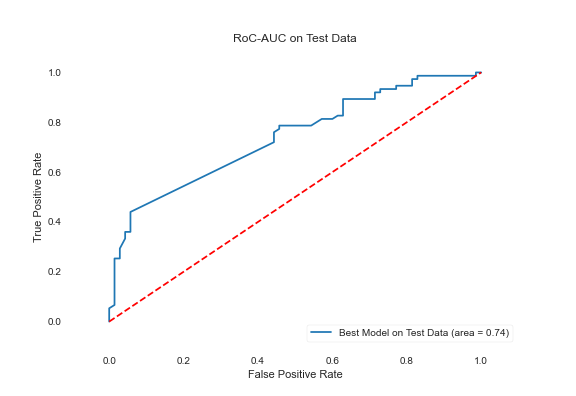 RoC-AUC on Test Data
1.0
0.8
0.6
0.4
0.2
0.0
True Positive Rate
Best Model on Test Data (area = 0.74)
0.0 0.2 0.4 0.6 0.8 1.0
False Positive Rate